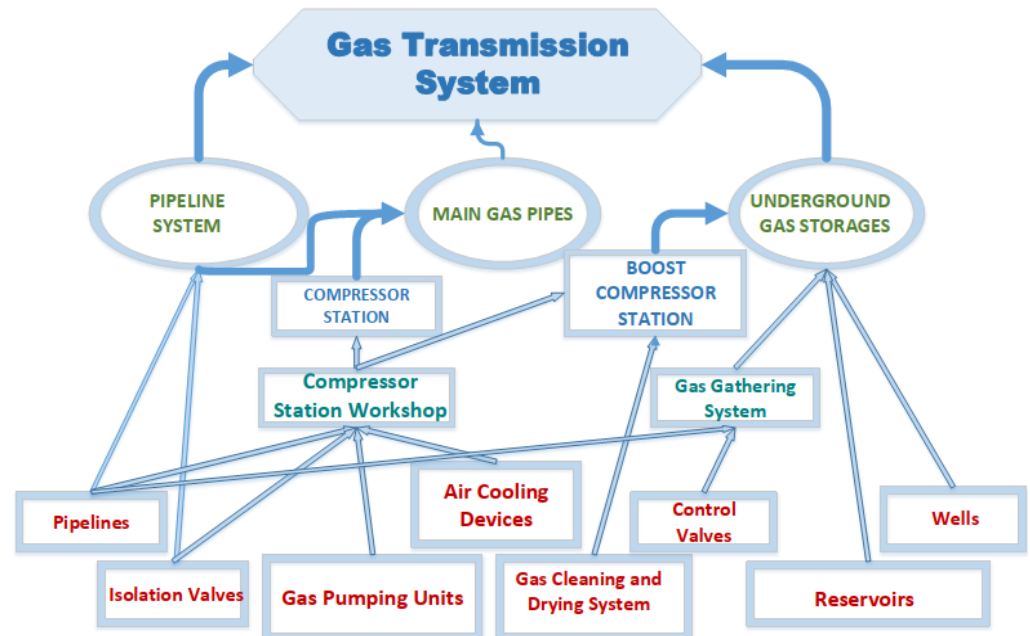 Gas Transmission
System
PIPELINE
SYSTEM
MAIN GAS PIPES
UNDERGROUND
GAS STORAGES
COMPRESSOR
STATION
BOOST
COMPRESSOR
STATION
Compressor
Station Workshop
Gas Gathering
System
Pipelines
Air Cooling
Devices
Control
Valves
Wells
Isolation Valves
Gas Pumping Units
Gas Cleaning and
Drying System
Reservoirs